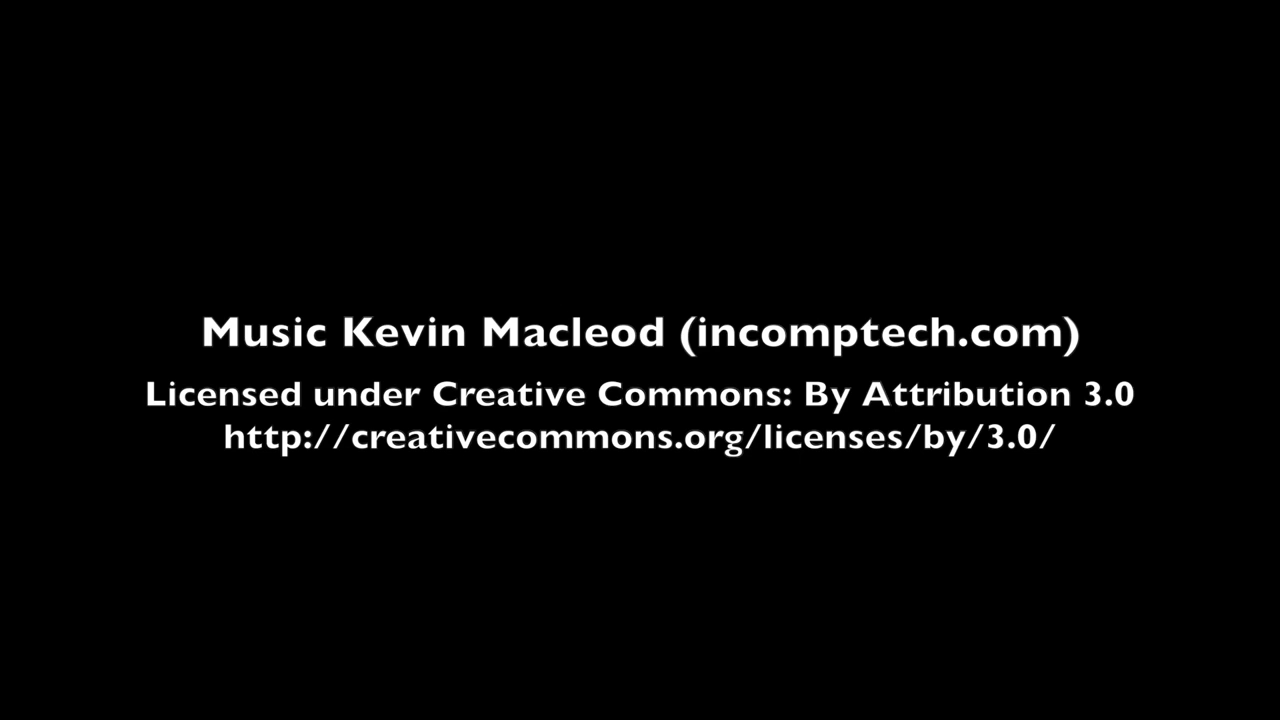 Music Kevin Macleod (incomptech.com)
Licensed under Creative Commons: By Attribution 3.0
http://creativecommons.org/licenses/by/3.0/